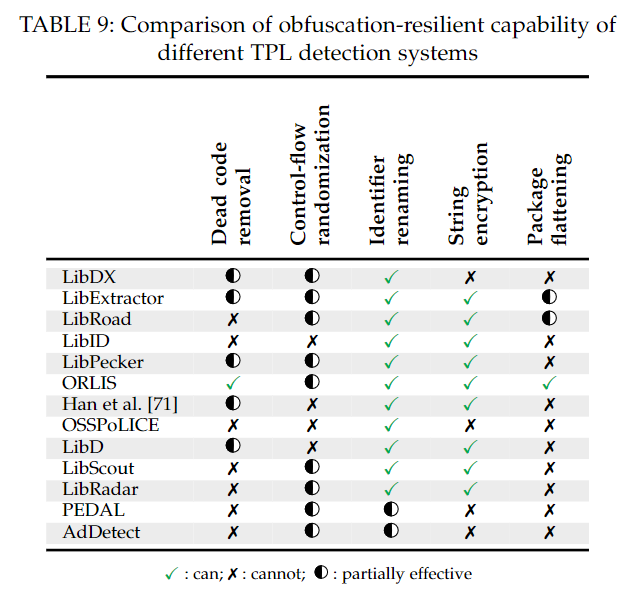 TABLE 9: Comparison of obfuscation-resilient capability of
different TPL detection systems
Dead code
removal
Control-flow
randomization
Identifier
renaming
String
encryption
Package
flattening
LibDX ◐ ◐ ✓ ✗ ✗
LibExtractor ◐ ◐ ✓ ✓ ◐
LibRoad ✗ ◐ ✓ ✓ ◐
LibID ✗ ✗ ✓ ✓ ✗
LibPecker ◐ ◐ ✓ ✓ ✗
ORLIS ✓ ◐ ✓ ✓ ✓
Han et al. [71] ◐ ✗ ✓ ✓ ✗
OSSPoLICE ✗ ✗ ✓ ✗ ✗
LibD ◐ ✗ ✓ ✓ ✗
LibScout ✗ ◐ ✓ ✓ ✗
LibRadar ✗ ◐ ✓ ✓ ✗
PEDAL ✗ ◐ ◐ ✗ ✗
AdDetect ✗ ◐ ◐ ✗ ✗
✓ : can; ✗ : cannot; ◐ : partially effective